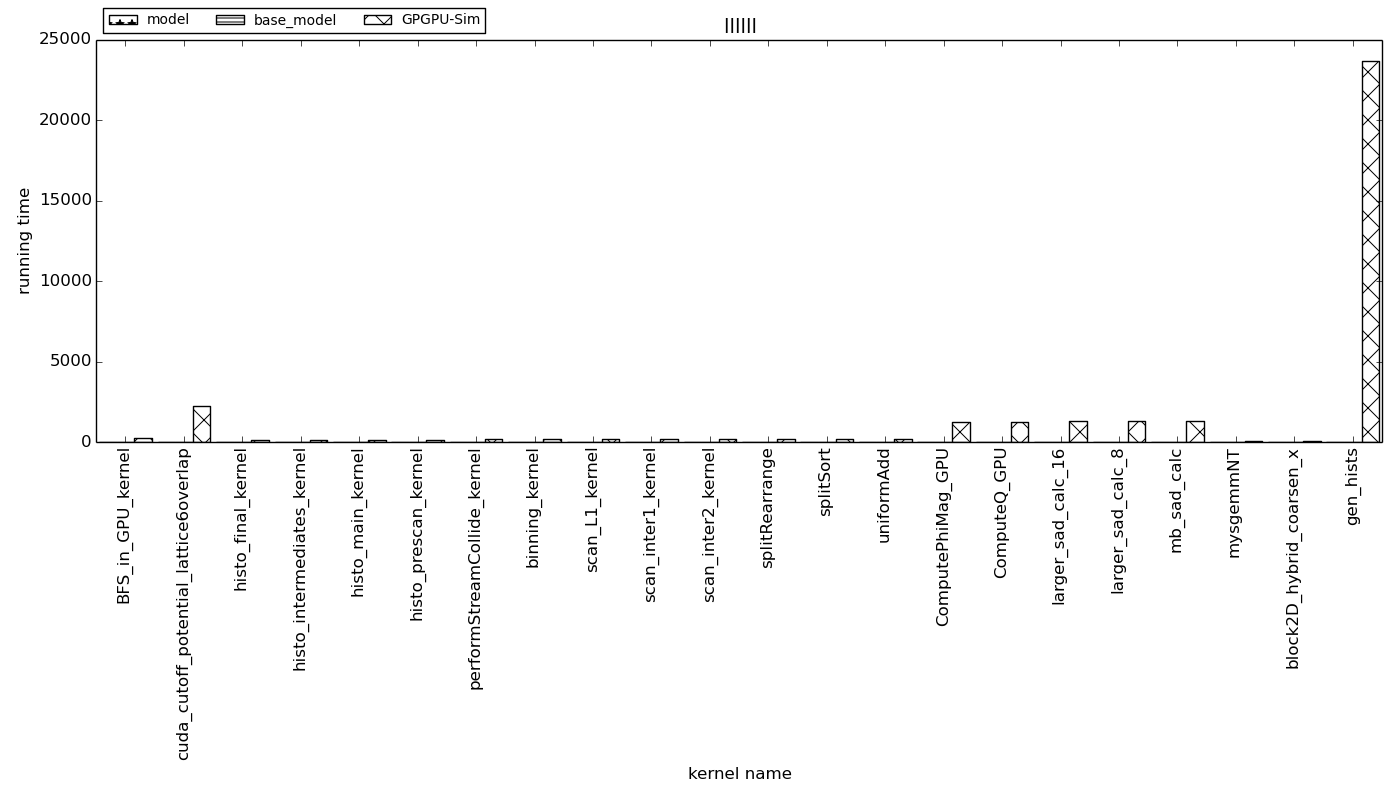 model base_model GPGPU-Sim
llllll
25000
20000
15000
10000
5000
0
running time
BFS_in_GPU_kernel
cuda_cutoff_potential_lattice6overlap
histo_final_kernel
histo_intermediates_kernel
histo_main_kernel
histo_prescan_kernel
performStreamCollide_kernel
binning_kernel
scan_L1_kernel
scan_inter1_kernel
scan_inter2_kernel
splitRearrange
splitSort
uniformAdd
ComputePhiMag_GPU
ComputeQ_GPU
larger_sad_calc_16
larger_sad_calc_8
mb_sad_calc
mysgemmNT
block2D_hybrid_coarsen_x
gen_hists
kernel name